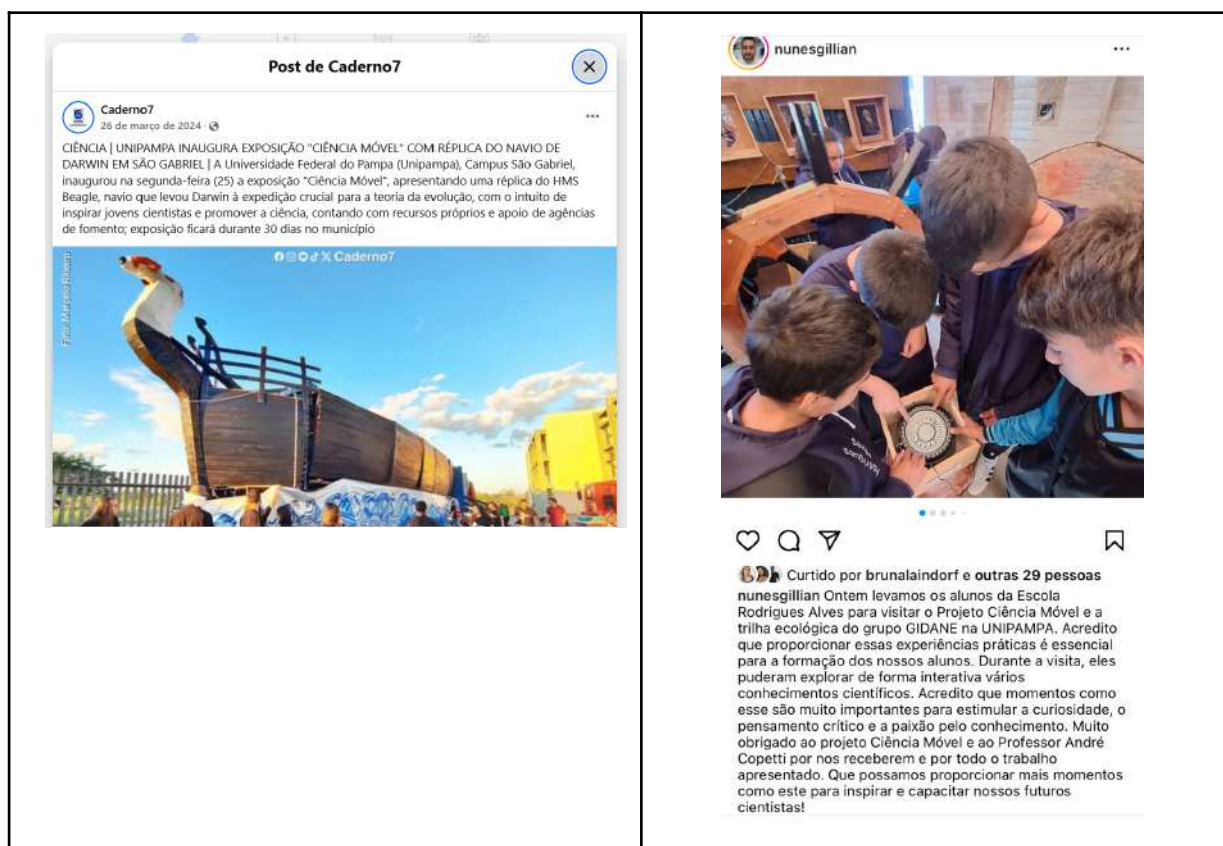 Post de Caderno7
Caderno7
26 de março de 2024 ·
CIÊNCIA | UNIPAMPA INAUGURA EXPOSIÇÃO "CIÊNCIA MÓVEL" COM RÉPLICA DO NAVIO DE
DARWIN EM SÃO GABRIEL | A Universidade Federal do Pampa (Unipampa), Campus São Gabriel,
inaugurou na segunda-feira (25) a exposição "Ciência Móvel", apresentando uma réplica do HMS
Beagle, navio que levou Darwin à expedição crucial para a teoria da evolução, com o intuito de
inspirar jovens cientistas e promover a ciência, contando com recursos próprios e apoio de agências
de fomento; exposição ficará durante 30 dias no município
Caderno7
Foto: Marcelo Ribeiro
nunesgillian
Rodrigues
Alves
Curtido por brunalaindorf e outras 29 pessoas
nunesgillian Ontem levamos os alunos da Escola
Rodrigues Alves para visitar o Projeto Ciência Móvel e a
trilha ecológica do grupo GIDANE na UNIPAMPA. Acredito
que proporcionar essas experiências práticas é essencial
para a formação dos nossos alunos. Durante a visita, eles
puderam explorar de forma interativa vários
conhecimentos científicos. Acredito que momentos como
esse são muito importantes para estimular a curiosidade, o
pensamento crítico e a paixão pelo conhecimento. Muito
obrigado ao projeto Ciência Móvel e ao Professor André
Copetti por nos receberem e por todo o trabalho
apresentado. Que possamos proporcionar mais momentos
como este para inspirar e capacitar nossos futuros
cientistas!